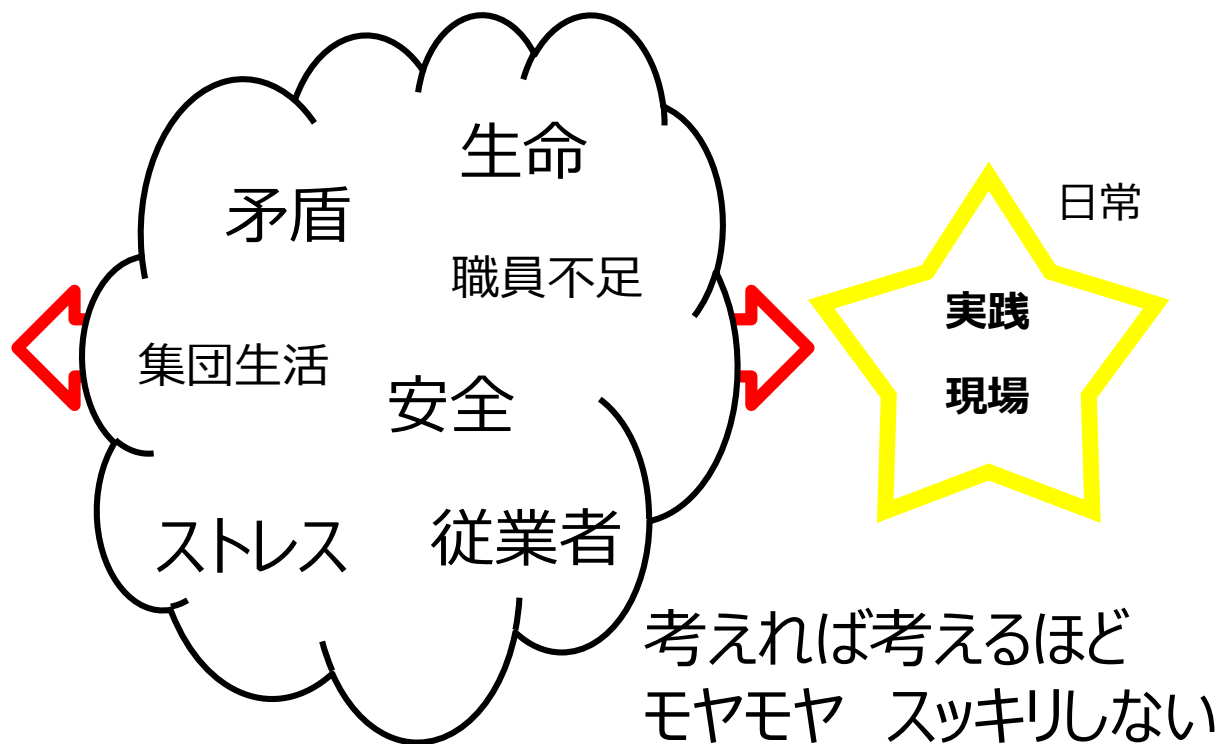 生命
矛盾
職員不足
集団生活
安全
ストレス
従業者
日常
実践
現場
考えれば考えるほど
モヤモヤ　スッキリしない